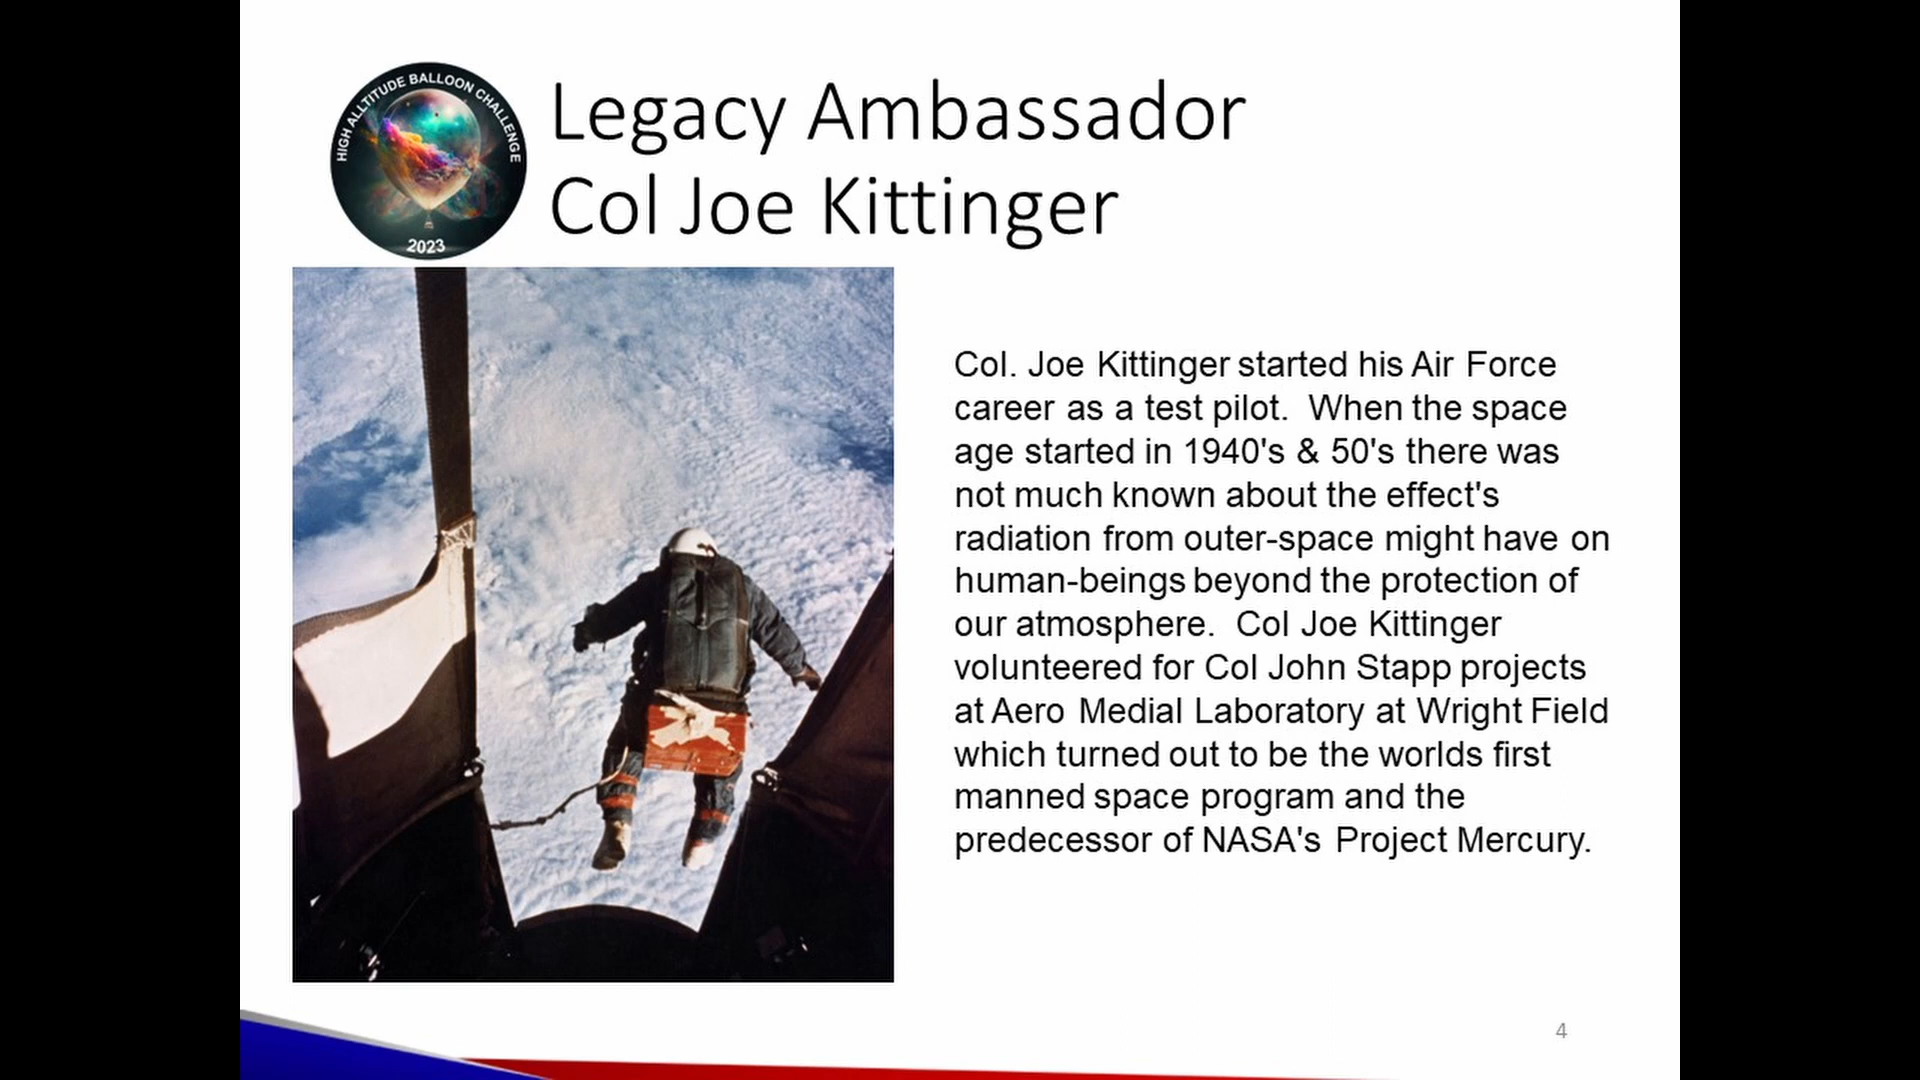 HIGH ALLTITUDE BALLOON CHALLENGE
2023
Legacy Ambassador
Col Joe Kittinger
Col. Joe Kittinger started his Air Force
career as a test pilot.  When the space
age started in 1940's & 50's there was
not much known about the effect's
radiation from outer-space might have on
human-beings beyond the protection of
our atmosphere.  Col Joe Kittinger
volunteered for Col John Stapp projects
at Aero Medial Laboratory at Wright Field
which turned out to be the worlds first
manned space program and the
predecessor of NASA's Project Mercury.
4